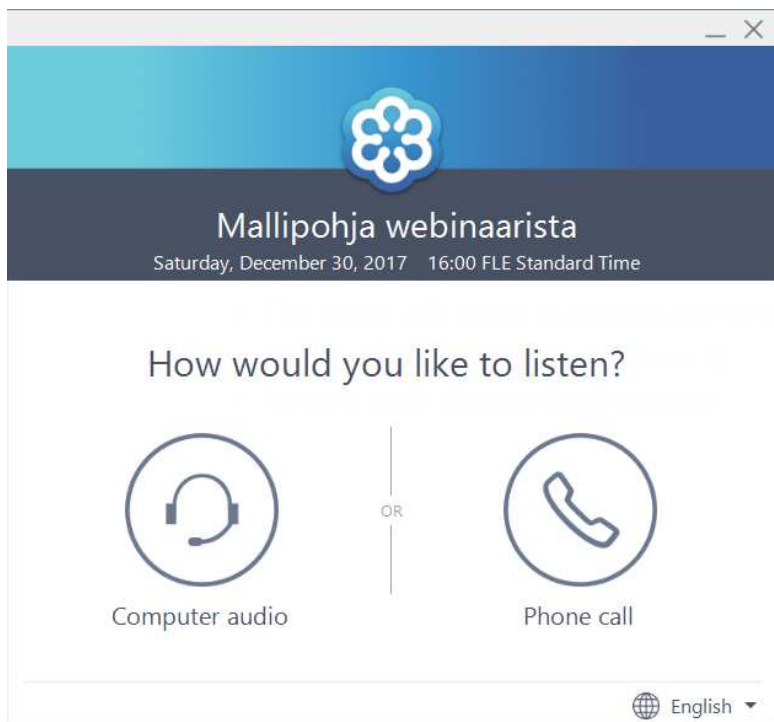 Mallipohja webinaarista
Saturday, December 30, 2017 16:00 FLE Standard Time
How would you like to listen?
OR
Computer audio
Phone call
English